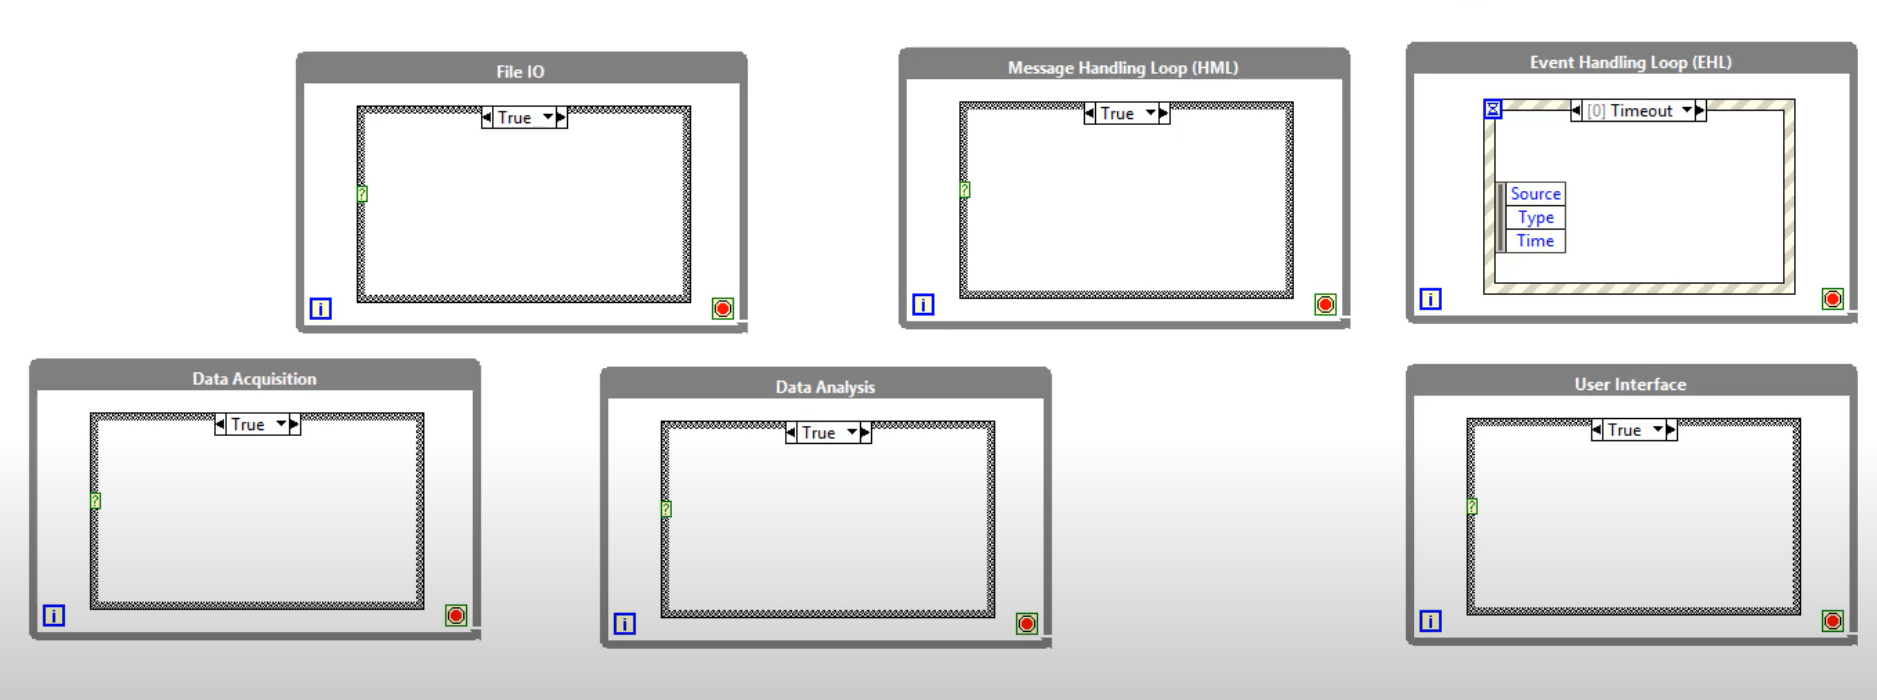 File IO
True
?
i
Message Handling Loop (HML)
True
?
i
Event Handling Loop (EHL)
[0] Timeout
Source
Type
Time
i
Data Acquisition
True
?
i
Data Analysis
True
?
i
User Interface
True
?
i